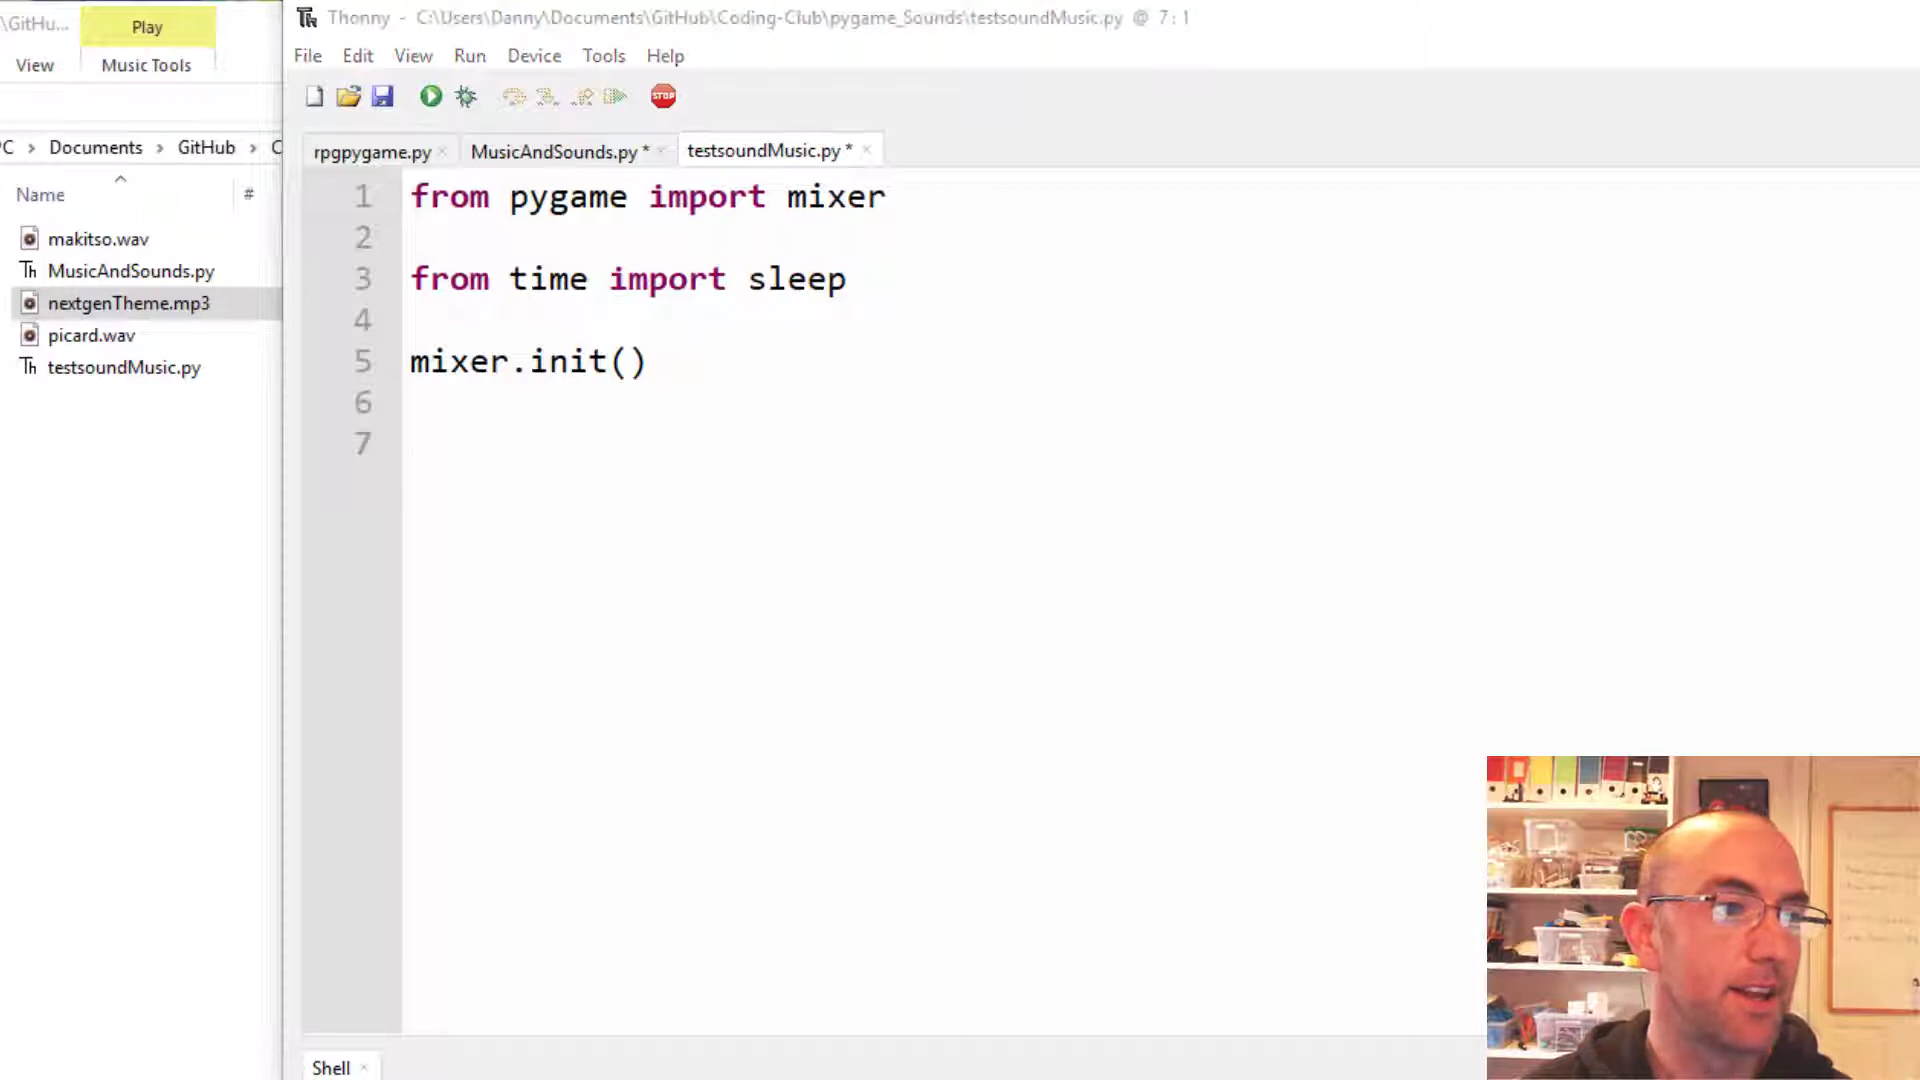 \GitHu...
Play
View
Music Tools
PC > Documents > GitHub > C
Name
#
makitso.wav
MusicAndSounds.py
nextgenTheme.mp3
picard.wav
testsoundMusic.py
Thonny - C:\Users\Danny\Documents\GitHub\Coding-Club\pygame_Sounds\testsoundMusic.py @ 7:1
File Edit View Run Device Tools Help
STOP
rpgpygame.py × MusicAndSounds.py * × testsoundMusic.py * ×
1 from pygame import mixer
2
3 from time import sleep
4
5 mixer.init()
6
7
Shell ×